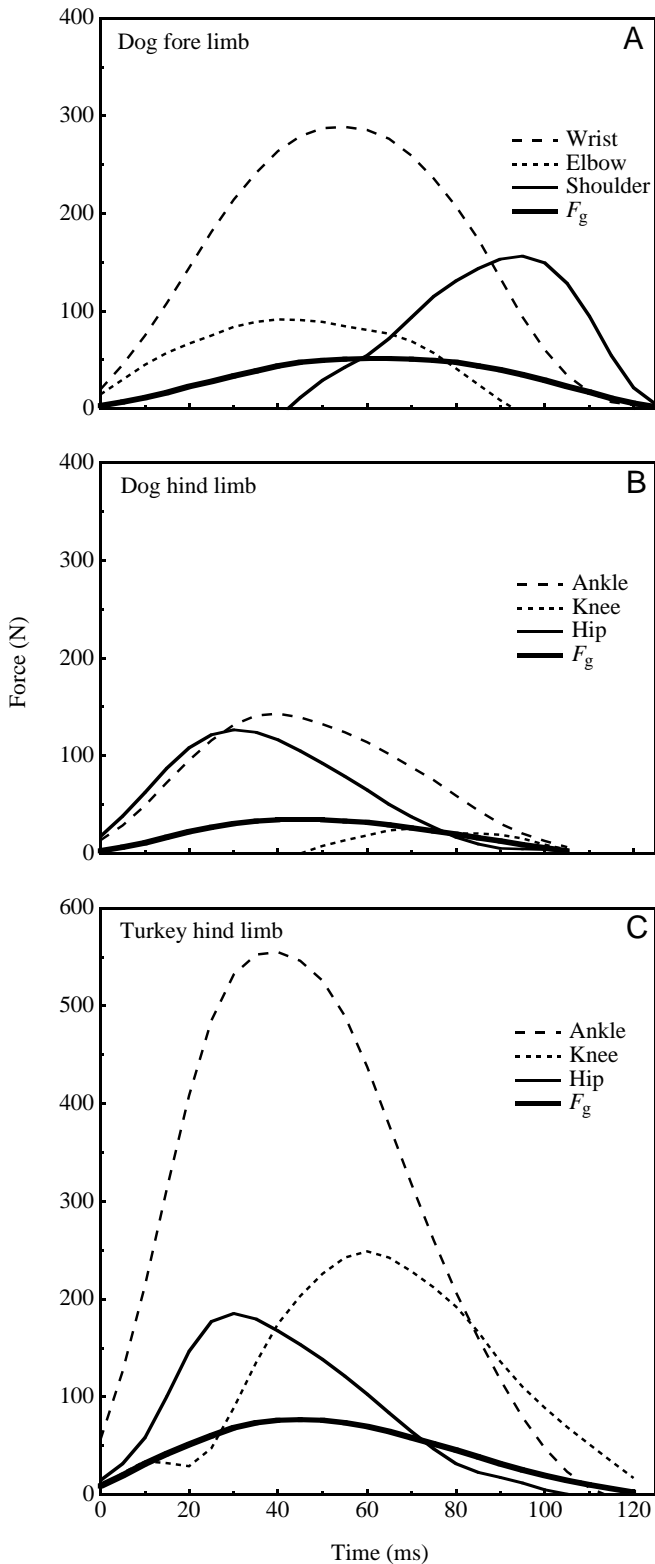 400
Dog fore limb
A
300
Wrist
Elbow
Shoulder
Fg
200
100
0
400
Dog hind limb
B
300
Ankle
Knee
Hip
Fg
200
100
0
Force (N)
600
Turkey hind limb
C
500
Ankle
Knee
Hip
Fg
400
300
200
100
0
0 20 40 60 80 100 120
Time (ms)